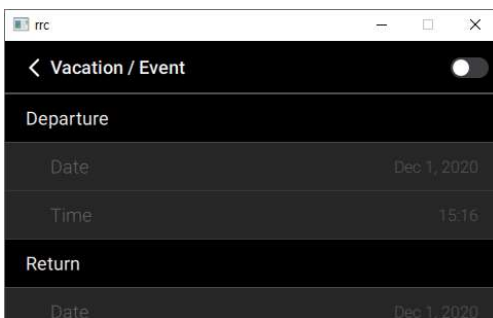 rrc
Vacation / Event
Departure
Date Dec 1, 2020
Time 15:16
Return
Date Dec 1, 2020